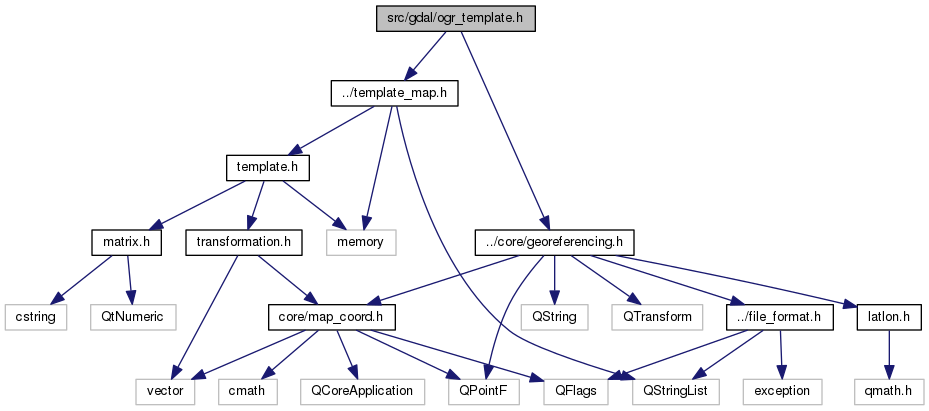 src/gdal/ogr_template.h
../template_map.h
template.h
matrix.h
transformation.h
memory
../core/georeferencing.h
cstring
QtNumeric
core/map_coord.h
QString
QTransform
../file_format.h
latlon.h
vector
cmath
QCoreApplication
QPointF
QFlags
QStringList
exception
qmath.h